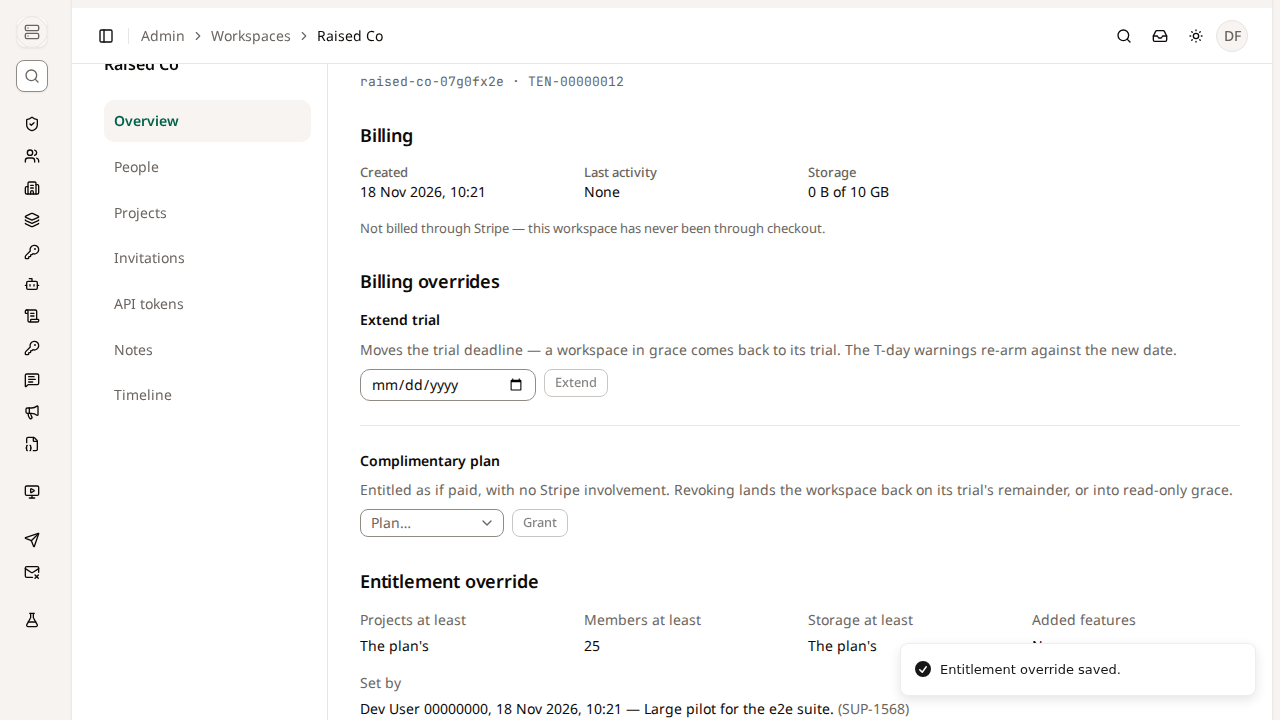 Admin > Workspaces > Raised Co
DF
Raised Co
Overview
People
Projects
Invitations
API tokens
Notes
Timeline
raised-co-07g0fx2e · TEN-00000012
Billing
Created Last activity Storage
18 Nov 2026, 10:21 None 0 B of 10 GB
Not billed through Stripe — this workspace has never been through checkout.
Billing overrides
Extend trial
Moves the trial deadline — a workspace in grace comes back to its trial. The T-day warnings re-arm against the new date.
mm/dd/yyyy Extend
Complimentary plan
Entitled as if paid, with no Stripe involvement. Revoking lands the workspace back on its trial's remainder, or into read-only grace.
Plan... Grant
Entitlement override
Projects at least Members at least Storage at least Added features
The plan's 25 The plan's
Entitlement override saved.
Set by
Dev User 00000000, 18 Nov 2026, 10:21 — Large pilot for the e2e suite. (SUP-1568)